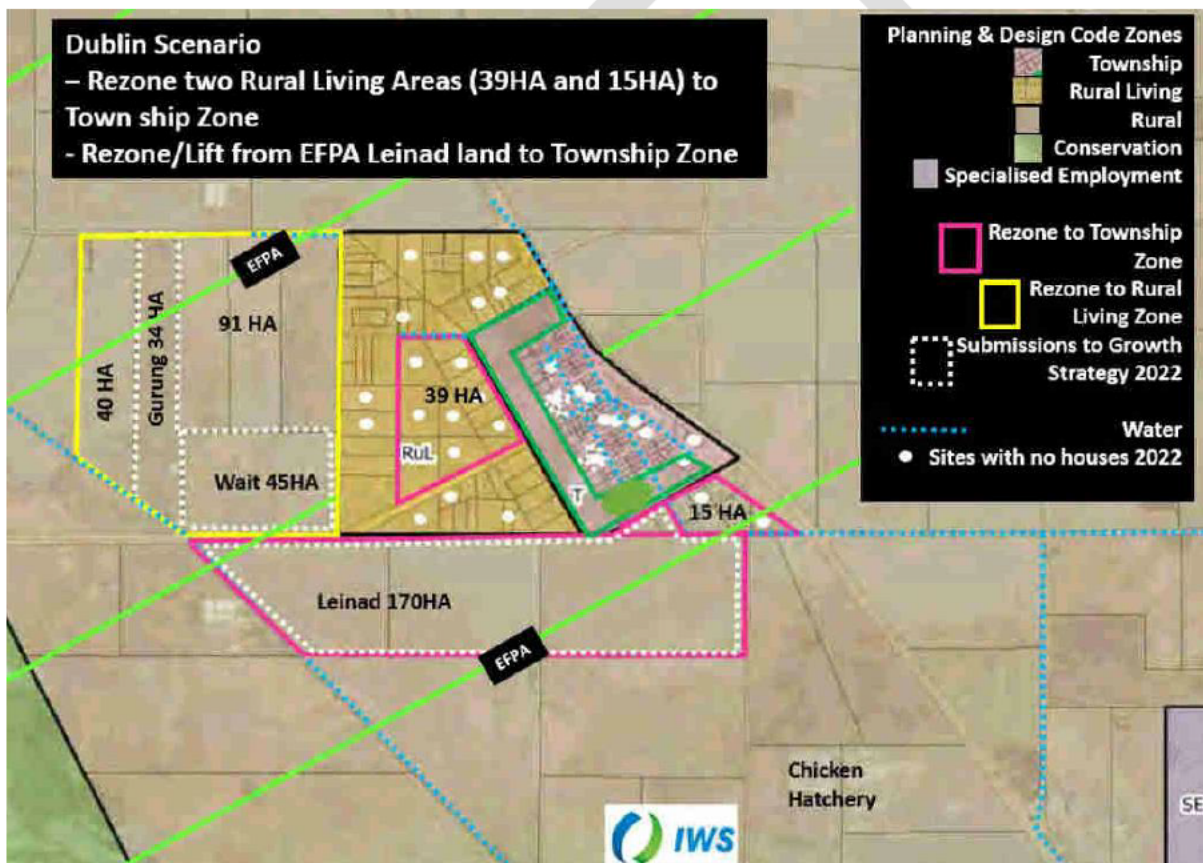 Dublin Scenario
– Rezone two Rural Living Areas (39HA and 15HA) to
Town ship Zone
- Rezone/Lift from EFPA Leinad land to Township Zone
Planning & Design Code Zones
Township
Rural Living
Rural
Conservation
Specialised Employment
Rezone to Township
Zone
Rezone to Rural
Living Zone
Submissions to Growth
Strategy 2022
Water
Sites with no houses 2022
EFPA
40 HA
Gurung 34 HA
91 HA
Wait 45HA
39 HA
RuL
T
15 HA
Leinad 170HA
EFPA
Chicken
Hatchery
SE
IWS